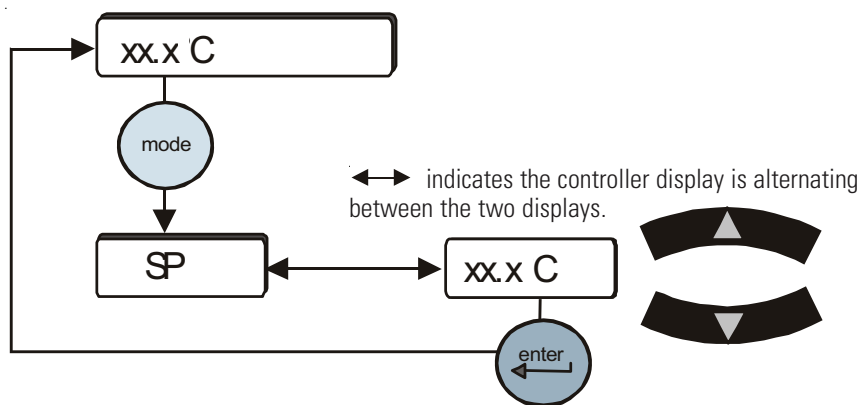 xx.x °C
mode
indicates the controller display is alternating
between the two displays.
SP
xx.x C
enter